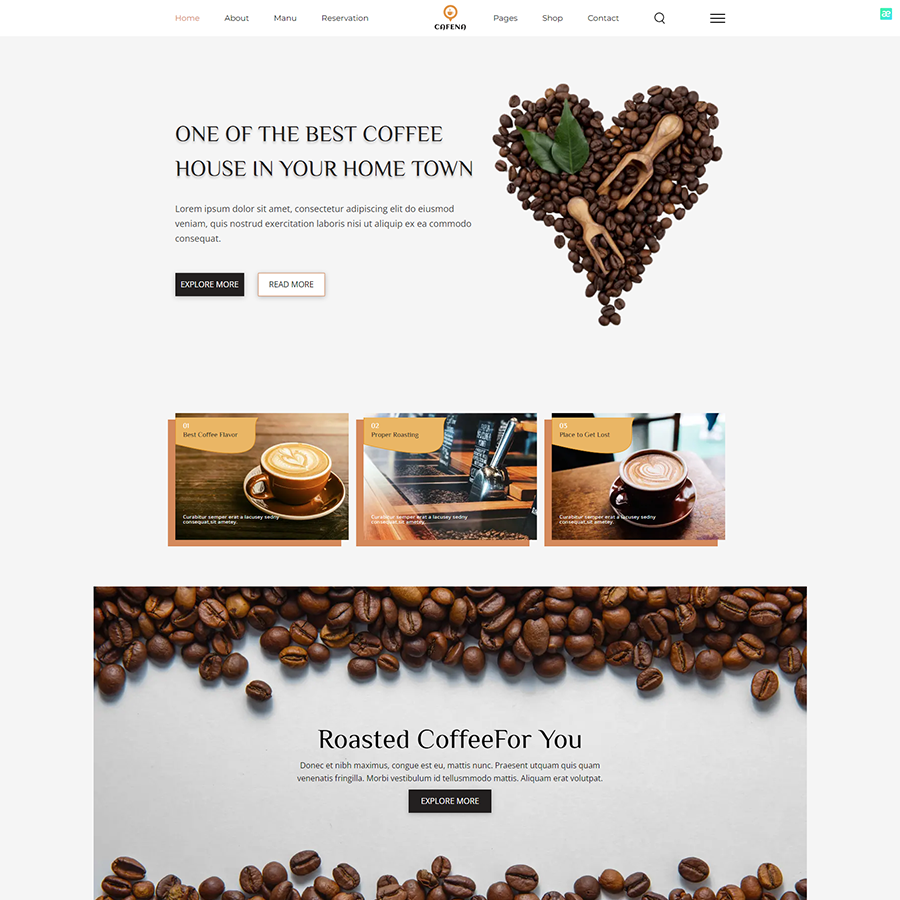 Home
About
Manu
Reservation
CAFENA
Pages
Shop
Contact
æ
ONE OF THE BEST COFFEE
HOUSE IN YOUR HOME TOWN
Lorem ipsum dolor sit amet, consectetur adipiscing elit do eiusmod
veniam, quis nostrud exercitation laboris nisi ut aliquip ex ea commodo
consequat.
EXPLORE MORE
READ MORE
01
Best Coffee Flavor
Curabitur semper erat a lacusey sedny
consequat,sit ametey.
02
Proper Roasting
Curabitur semper erat a lacusey sedny
consequat,sit ametey.
03
Place to Get Lost
Curabitur semper erat a lacusey sedny
consequat,sit ametey.
Roasted CoffeeFor You
Donec et nibh maximus, congue est eu, mattis nunc. Praesent utquam quis quam
venenatis fringilla. Morbi vestibulum id tellusmmodo mattis. Aliquam erat volutpat.
EXPLORE MORE